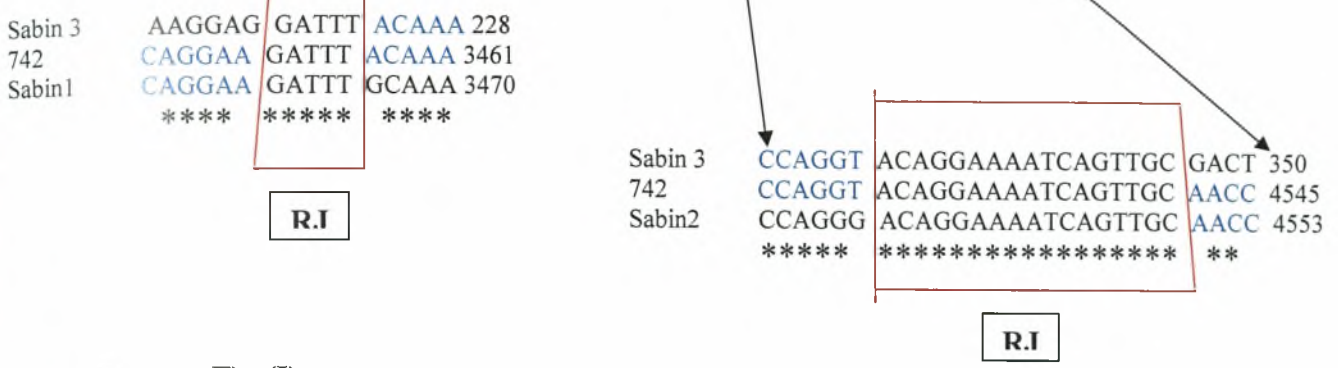 Sabin 3 AAGGAG GATTT ACAAA 228
742 CAGGAA GATTT ACAAA 3461
Sabin1 CAGGAA GATTT GCAAA 3470
**** ***** ****
R.I
Sabin 3 CCAGGT ACAGGAAAATCAGTTGC GACT 350
742 CCAGGT ACAGGAAAATCAGTTGC AACC 4545
Sabin2 CCAGGG ACAGGAAAATCAGTTGC AACC 4553
***** ***************** **
R.I